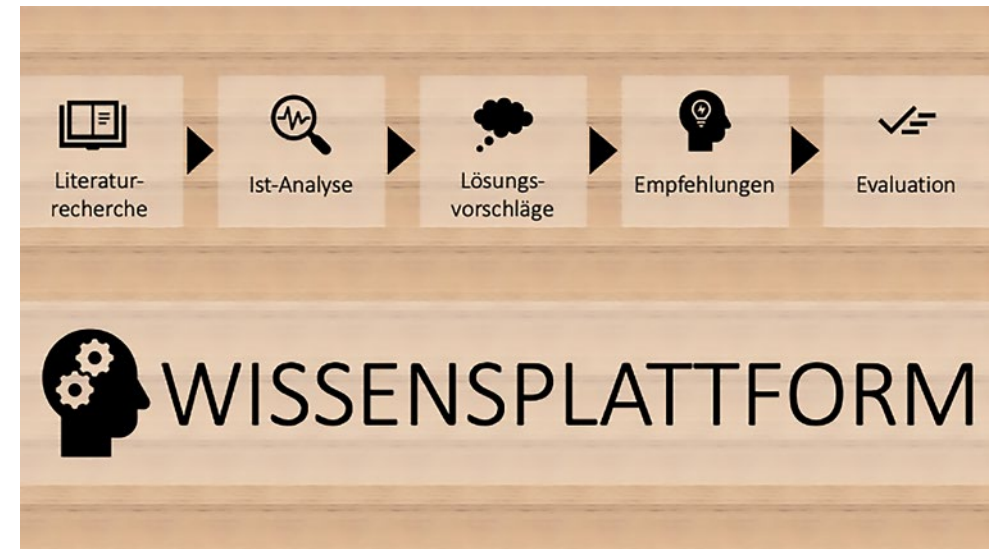 Literatur-
recherche
Ist-Analyse
Lösungs-
vorschläge
Empfehlungen
Evaluation
WISSENSPLATTFORM